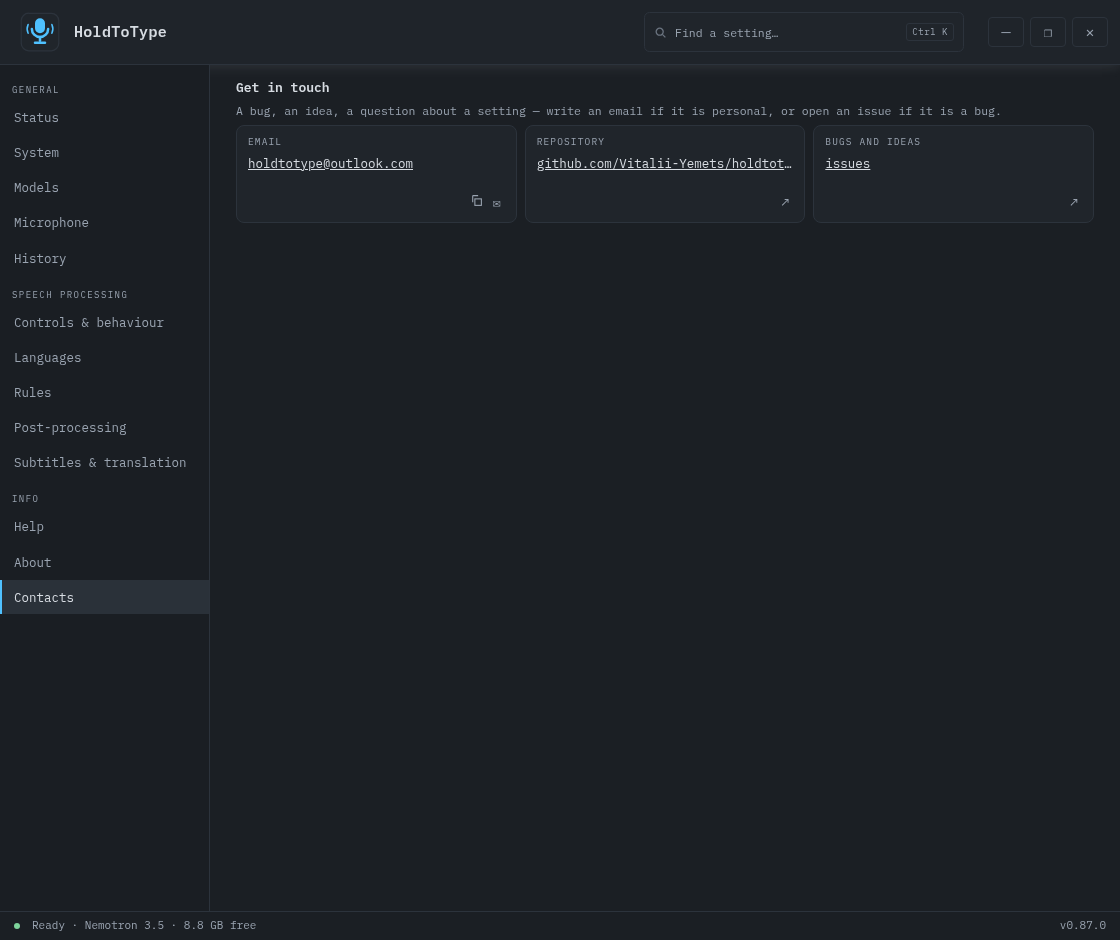 HoldToType
Find a setting…
Ctrl K
GENERAL
Status
System
Models
Microphone
History
SPEECH PROCESSING
Controls & behaviour
Languages
Rules
Post-processing
Subtitles & translation
INFO
Help
About
Contacts
Get in touch
A bug, an idea, a question about a setting — write an email if it is personal, or open an issue if it is a bug.
EMAIL
holdtotype@outlook.com
REPOSITORY
github.com/Vitalii-Yemets/holdtot…
BUGS AND IDEAS
issues
Ready · Nemotron 3.5 · 8.8 GB free
v0.87.0